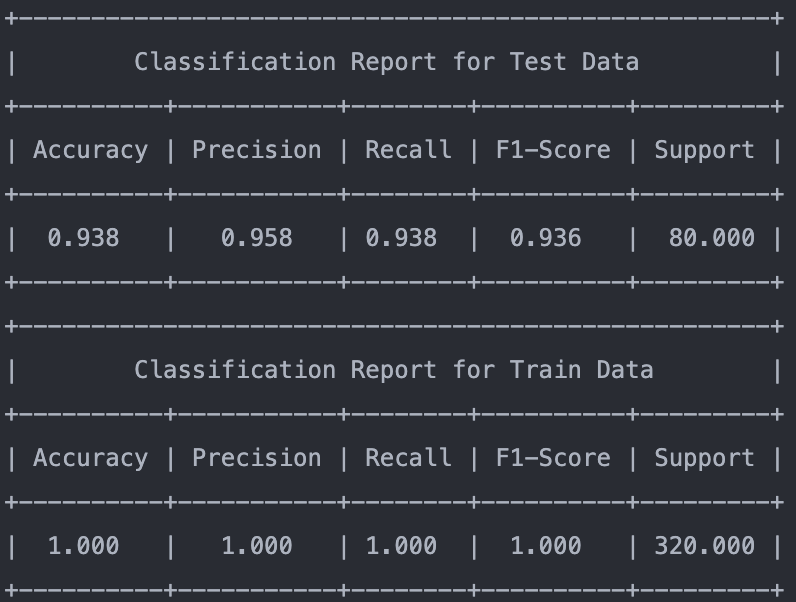 +----------------------------------------------------+
|        Classification Report for Test Data         |
+----------+-----------+--------+----------+---------+
| Accuracy | Precision | Recall | F1-Score | Support |
+----------+-----------+--------+----------+---------+
|  0.938   |   0.958   | 0.938  |  0.936   |  80.000 |
+----------+-----------+--------+----------+---------+
+----------------------------------------------------+
|        Classification Report for Train Data        |
+----------+-----------+--------+----------+---------+
| Accuracy | Precision | Recall | F1-Score | Support |
+----------+-----------+--------+----------+---------+
|  1.000   |   1.000   | 1.000  |  1.000   | 320.000 |
+----------+-----------+--------+----------+---------+